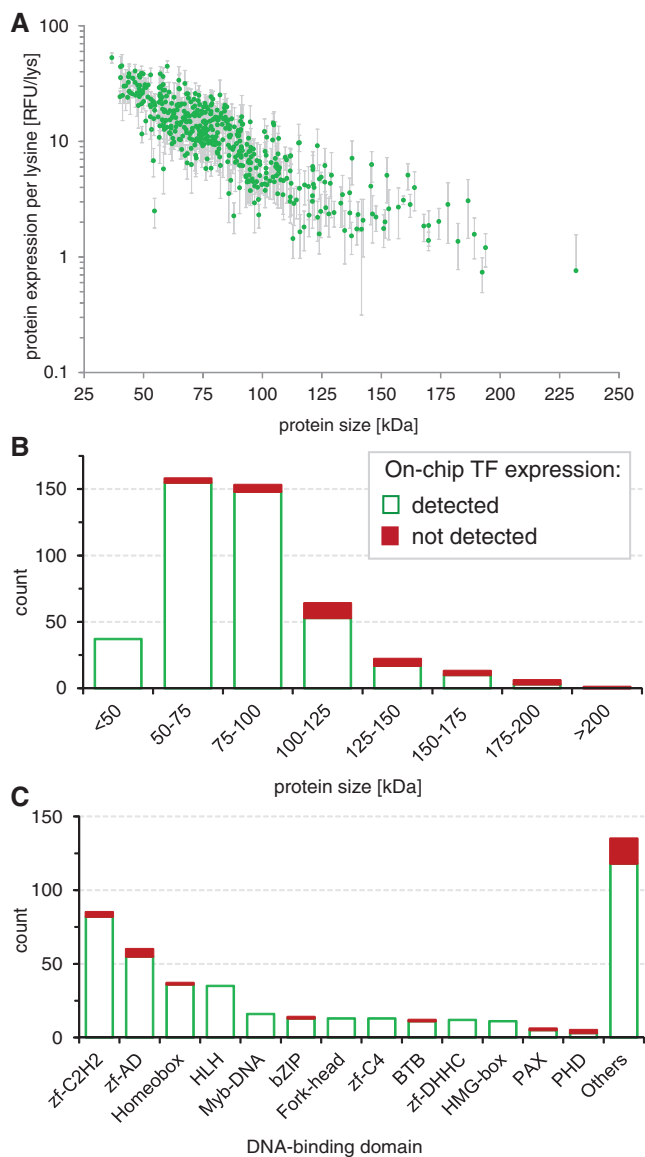 A
protein expression per lysine [RFU/lys]
100
10
1
0.1
25 50 75 100 125 150 175 200 225 250
protein size [kDa]
B
On-chip TF expression:
detected
not detected
count
150
100
50
0
<50 50-75 75-100 100-125 125-150 150-175 175-200 >200
protein size [kDa]
C
count
150
100
50
0
zf-C2H2 zf-AD Homeobox HLH Myb-DNA bZIP Fork-head zf-C4 BTB zf-DHHC HMG-box PAX PHD Others
DNA-binding domain